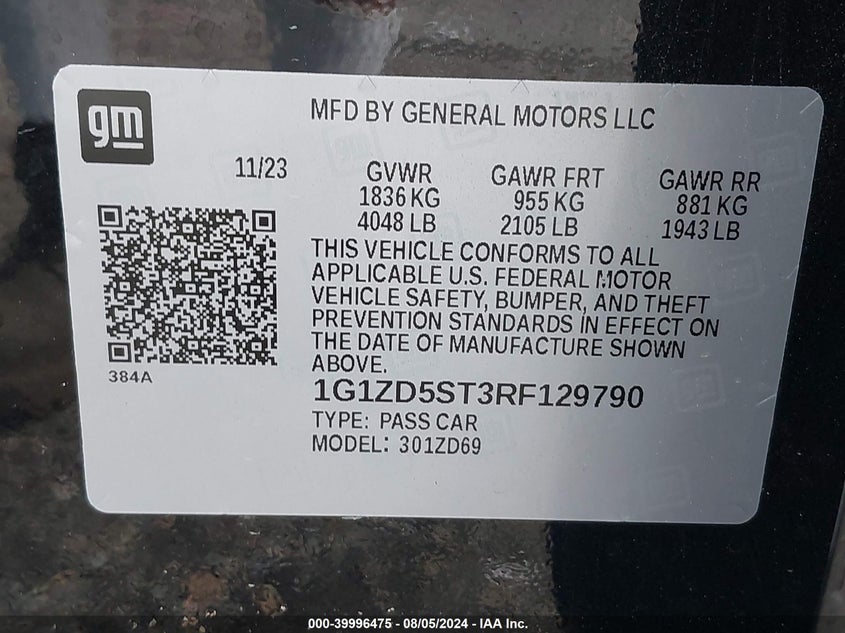 gm
MFD BY GENERAL MOTORS LLC
11/23 GVWR GAWR FRT GAWR RR
1836 KG 955 KG 881 KG
4048 LB 2105 LB 1943 LB
THIS VEHICLE CONFORMS TO ALL
APPLICABLE U.S. FEDERAL MOTOR
VEHICLE SAFETY, BUMPER, AND THEFT
PREVENTION STANDARDS IN EFFECT ON
THE DATE OF MANUFACTURE SHOWN
ABOVE.
384A
1G1ZD5ST3RF129790
TYPE: PASS CAR
MODEL: 301ZD69
000-39996475 - 08/05/2024 - IAA Inc.